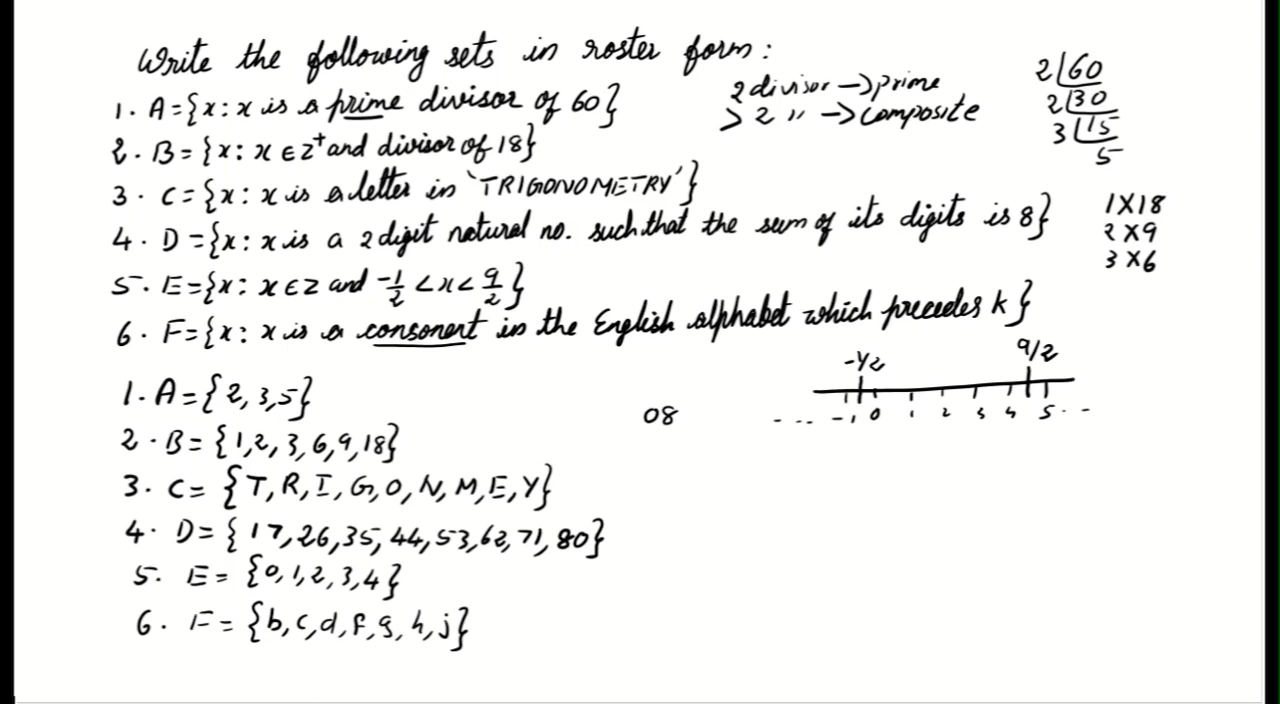 Write the following sets in roster form:
1. A={x: x is a prime divisor of 60}
2. B={x: x ∈ z⁺ and divisor of 18}
3. C={x: x is a letter in 'TRIGONOMETRY'}
4. D={x: x is a 2 digit natural no. such that the sum of its digits is 8}
5. E={x: x ∈ z and -1/2 < x < 9/2}
6. F={x: x is a consonent in the English alphabet which precedes k}
2 divisor → prime
> 2 〃 → composite
2 60
2 30
3 15
5
1 X 18
2 X 9
3 X 6
1. A={2,3,5}
2. B={1,2,3,6,9,18}
3. C={T,R,I,G,O,N,M,E,Y}
4. D={17,26,35,44,53,62,71,80}
5. E={0,1,2,3,4}
6. F={b,c,d,f,g,h,j}
08
-1/2 9/2
... -1 0 1 2 3 4 5 ...